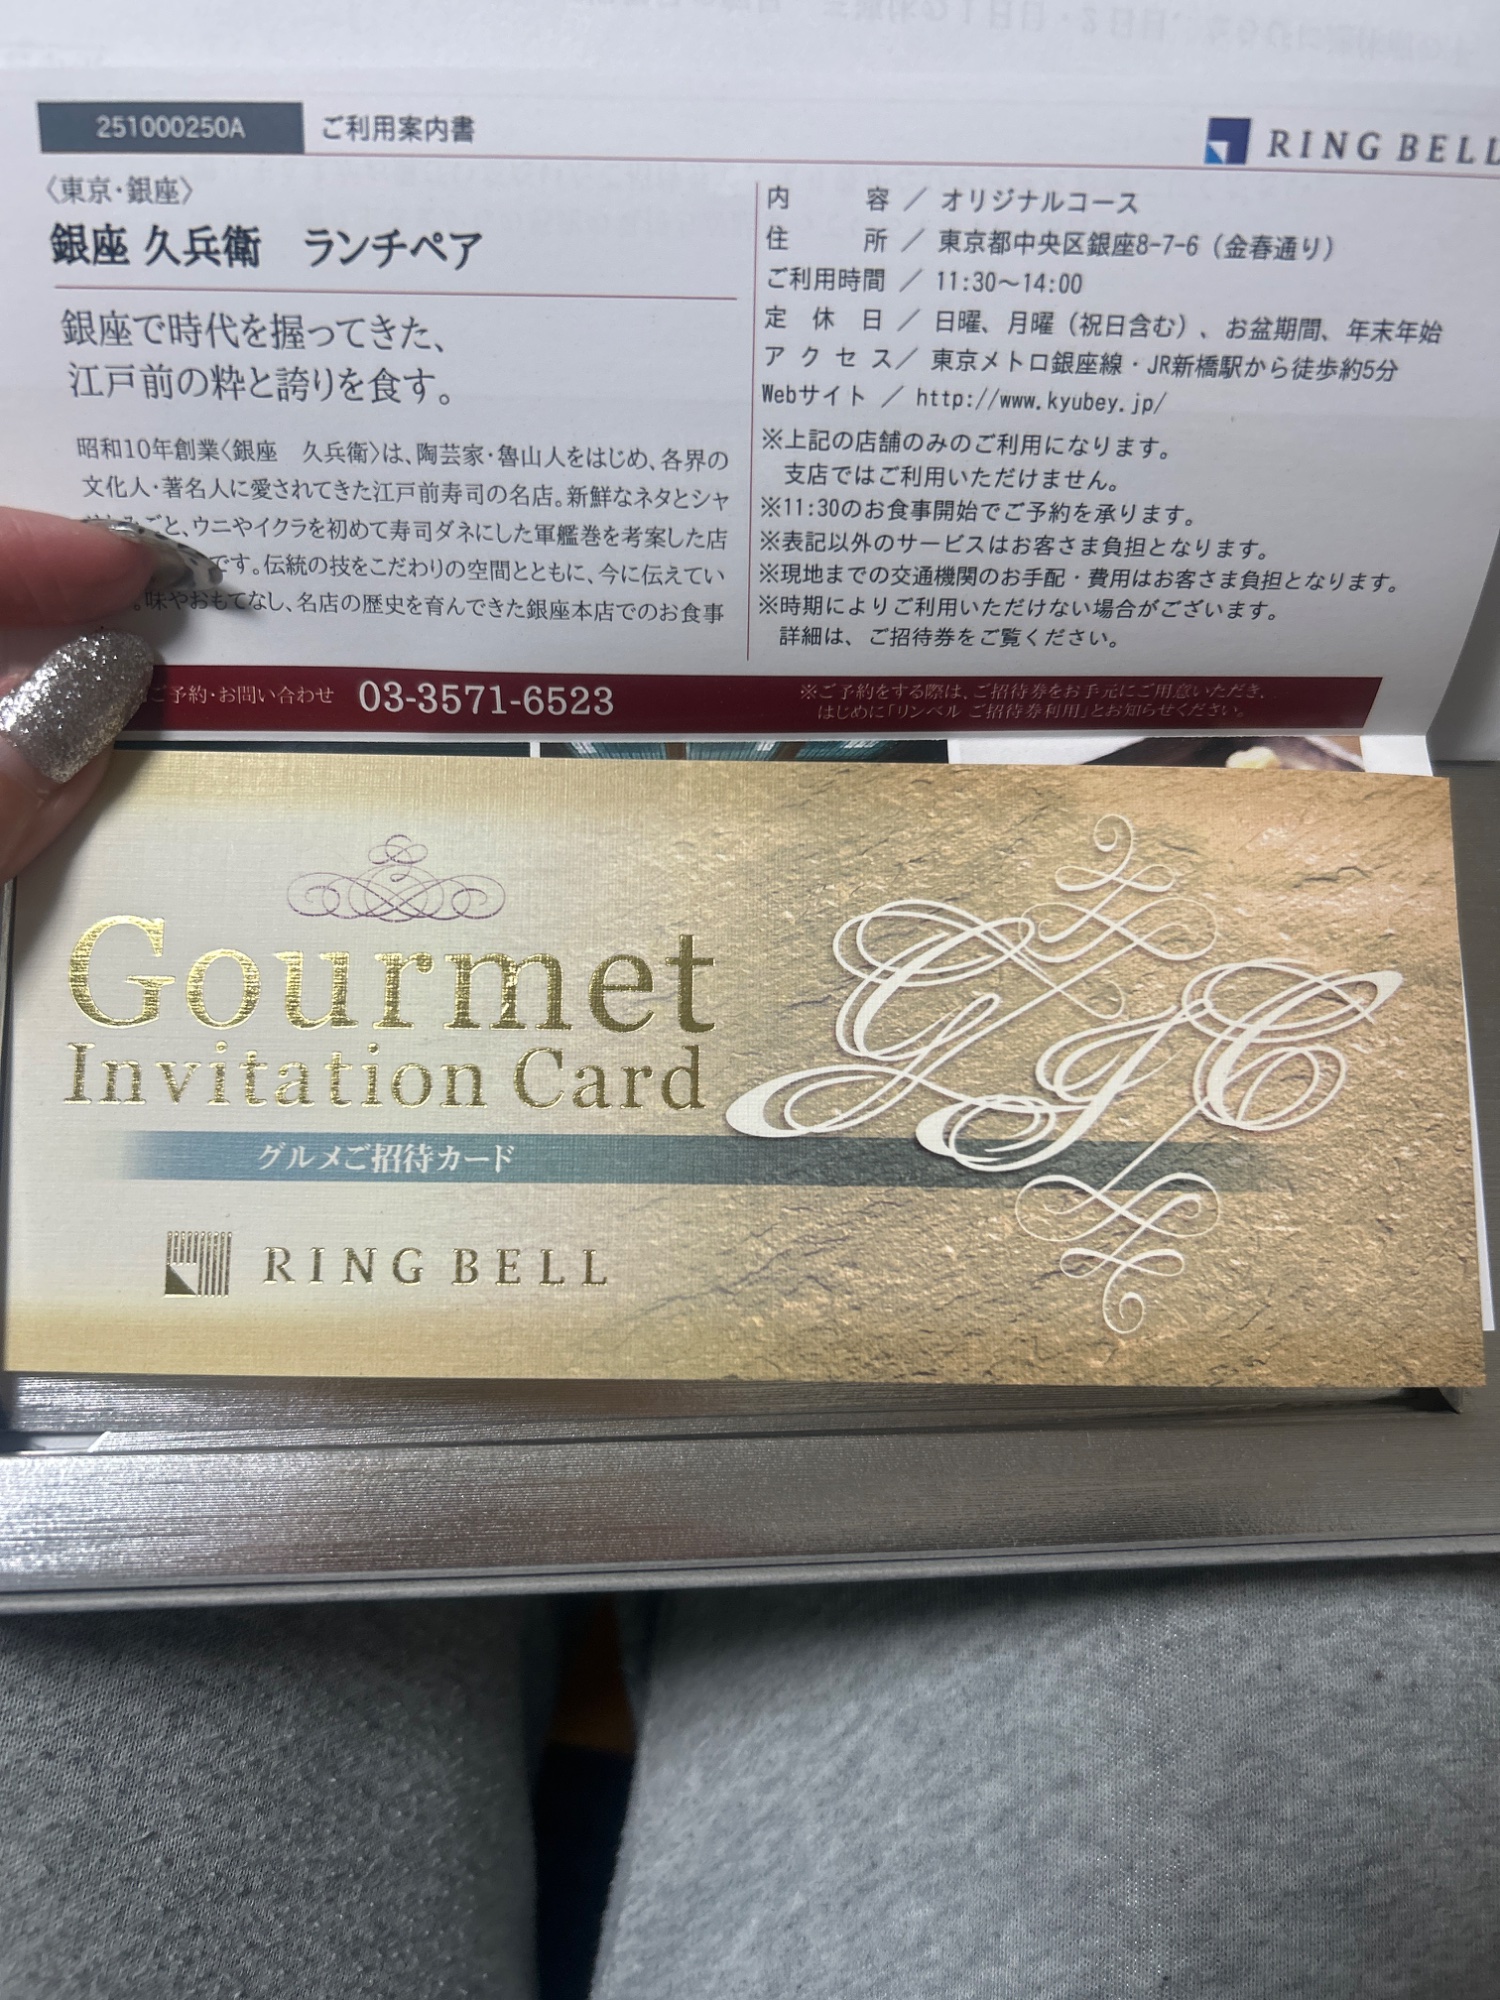 251000250A
ご利用案内書
RING BELL
〈東京・銀座〉
銀座 久兵衛　ランチペア
銀座で時代を握ってきた、
江戸前の粋と誇りを食す。
昭和10年創業〈銀座　久兵衛〉は、陶芸家・魯山人をはじめ、各界の
文化人・著名人に愛されてきた江戸前寿司の名店。新鮮なネタとシャ
ごと、ウニやイクラを初めて寿司ダネにした軍艦巻を考案した店
です。伝統の技をこだわりの空間とともに、今に伝えてい
。味やおもてなし、名店の歴史を育んできた銀座本店でのお食事
内容／オリジナルコース
住所／東京都中央区銀座8-7-6（金春通り）
ご利用時間／11:30〜14:00
定休日／日曜、月曜（祝日含む）、お盆期間、年末年始
アクセス／東京メトロ銀座線・JR新橋駅から徒歩約5分
Webサイト／http://www.kyubey.jp/
※上記の店舗のみのご利用になります。
支店ではご利用いただけません。
※11:30のお食事開始でご予約を承ります。
※表記以外のサービスはお客さま負担となります。
※現地までの交通機関のお手配・費用はお客さま負担となります。
※時期によりご利用いただけない場合がございます。
詳細は、ご招待券をご覧ください。
ご予約・お問い合わせ 03-3571-6523
※ご予約をする際は、ご招待券をお手元にご用意いただき、
はじめに「リンベル ご招待券利用」とお知らせください。
Gourmet
Invitation Card
グルメご招待カード
RING BELL
GIC